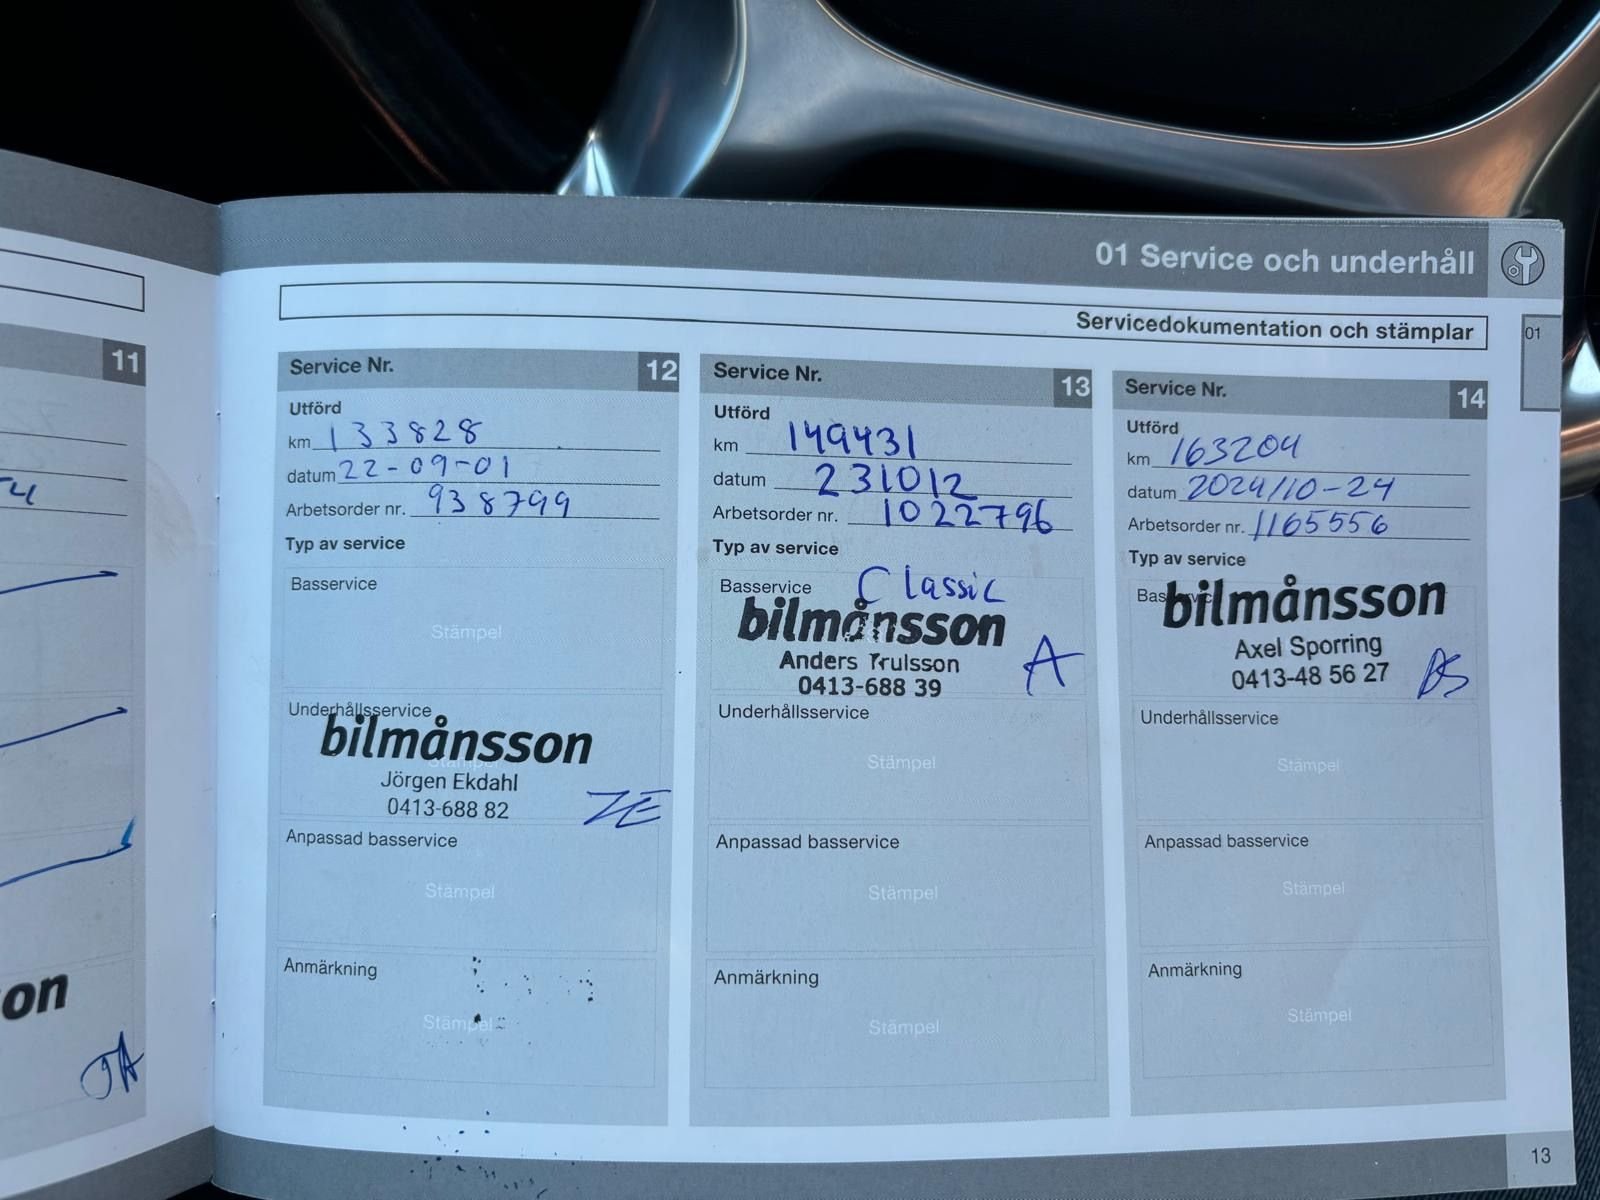 01 Service och underhåll
Servicedokumentation och stämplar
01
11
on
Service Nr. 12
Utförd
km 133828
datum 22-09-01
Arbetsorder nr. 938799
Typ av service
Basservice
Stämpel
Underhållsservice
bilmånsson
Stämpel
Jörgen Ekdahl
0413-688 82
Anpassad basservice
Stämpel
Anmärkning
Stämpel
Service Nr. 13
Utförd
km 149431
datum 231012
Arbetsorder nr. 1022796
Typ av service
Basservice Classic
bilmånsson
Anders Trulsson
0413-688 39
A
Underhållsservice
Stämpel
Anpassad basservice
Stämpel
Anmärkning
Stämpel
Service Nr. 14
Utförd
km 163204
datum 2024/10-24
Arbetsorder nr. 1165556
Typ av service
Basservice
bilmånsson
Axel Sporring
0413-48 56 27
Underhållsservice
Stämpel
Anpassad basservice
Stämpel
Anmärkning
Stämpel
13